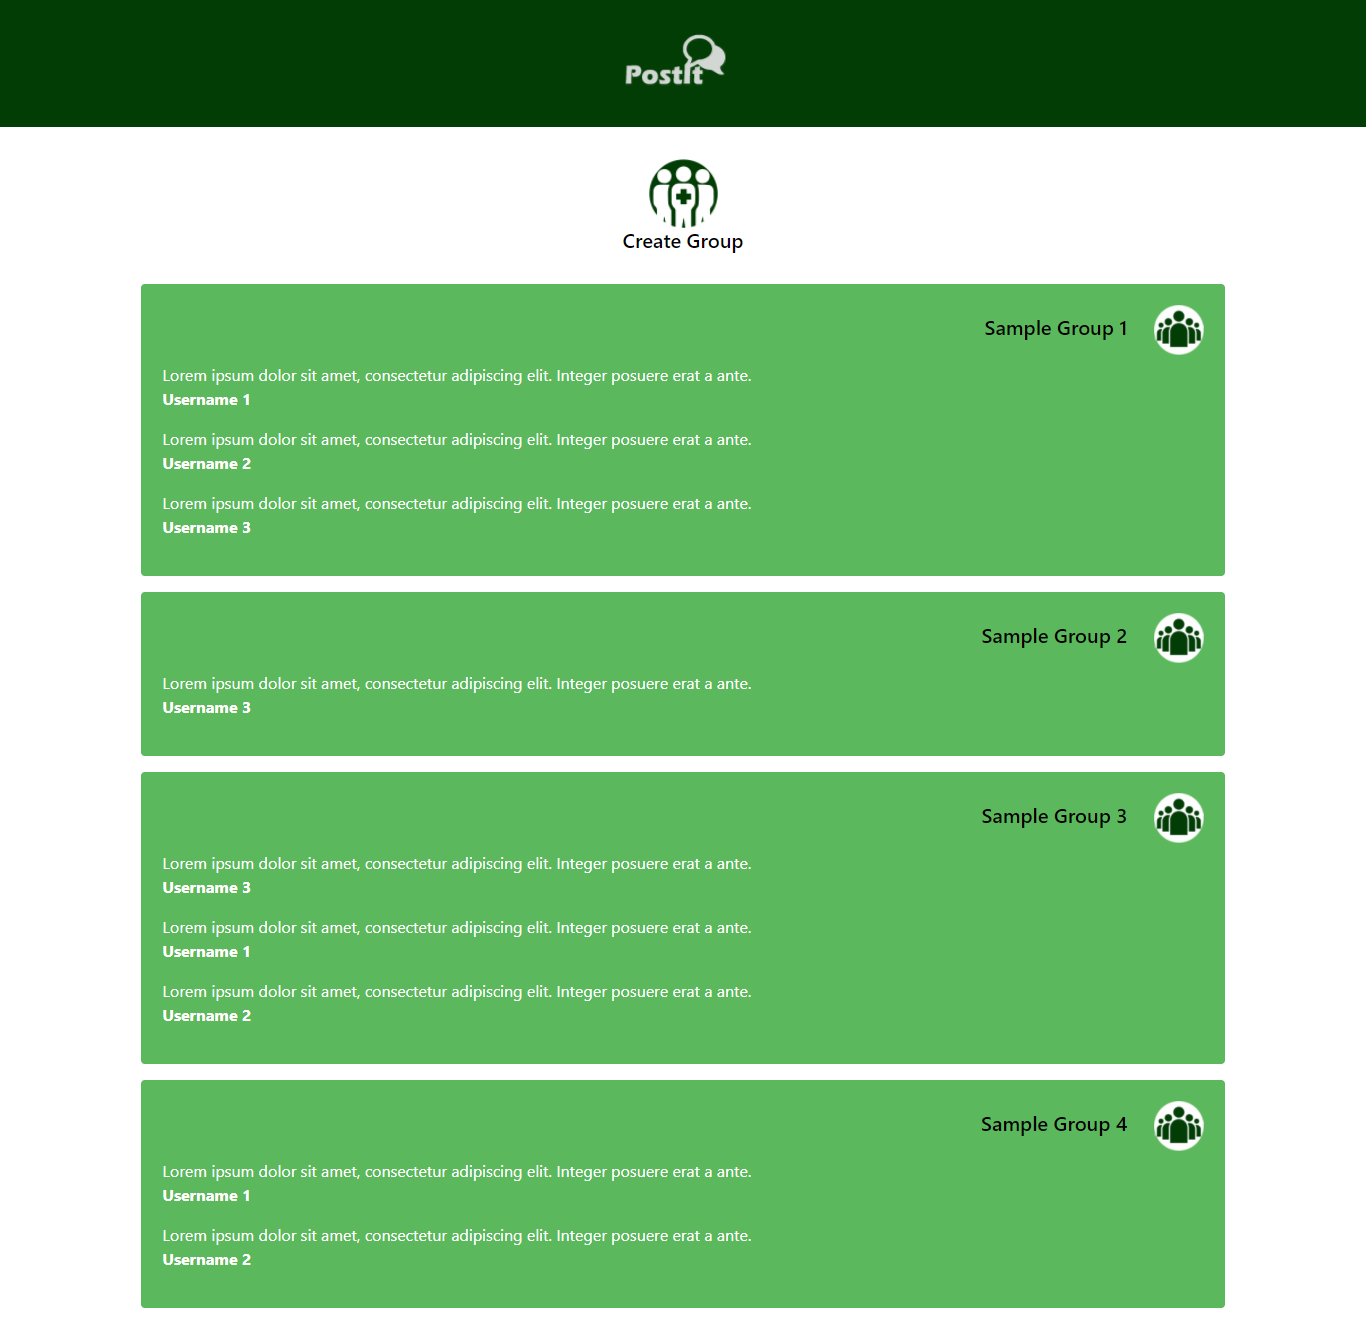 PostIt
Create Group
Sample Group 1
Lorem ipsum dolor sit amet, consectetur adipiscing elit. Integer posuere erat a ante.
Username 1
Lorem ipsum dolor sit amet, consectetur adipiscing elit. Integer posuere erat a ante.
Username 2
Lorem ipsum dolor sit amet, consectetur adipiscing elit. Integer posuere erat a ante.
Username 3
Sample Group 2
Lorem ipsum dolor sit amet, consectetur adipiscing elit. Integer posuere erat a ante.
Username 3
Sample Group 3
Lorem ipsum dolor sit amet, consectetur adipiscing elit. Integer posuere erat a ante.
Username 3
Lorem ipsum dolor sit amet, consectetur adipiscing elit. Integer posuere erat a ante.
Username 1
Lorem ipsum dolor sit amet, consectetur adipiscing elit. Integer posuere erat a ante.
Username 2
Sample Group 4
Lorem ipsum dolor sit amet, consectetur adipiscing elit. Integer posuere erat a ante.
Username 1
Lorem ipsum dolor sit amet, consectetur adipiscing elit. Integer posuere erat a ante.
Username 2